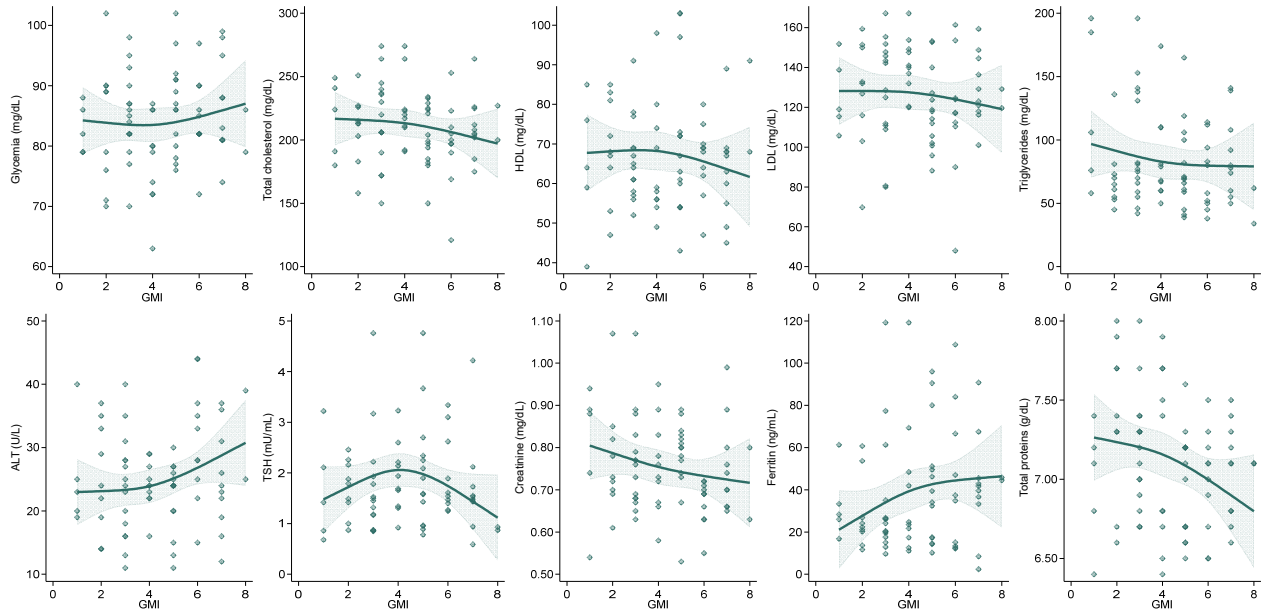 Glycemia (mg/dL)
100
90
80
70
60
0 2 4 6 8
GMI
Total cholesterol (mg/dL)
300
250
200
150
100
0 2 4 6 8
GMI
HDL (mg/dL)
100
90
80
70
60
50
40
0 2 4 6 8
GMI
LDL (mg/dL)
160
140
120
100
80
60
40
0 2 4 6 8
GMI
Triglycerides (mg/dL)
200
150
100
50
0
0 2 4 6 8
GMI
ALT (U/L)
50
40
30
20
10
0 2 4 6 8
GMI
TSH (mU/mL)
5
4
3
2
1
0
0 2 4 6 8
GMI
Creatinine (mg/dL)
1.10
1.00
0.90
0.80
0.70
0.60
0.50
0 2 4 6 8
GMI
Ferritin (ng/mL)
120
100
80
60
40
20
0
0 2 4 6 8
GMI
Total proteins (g/dL)
8.00
7.50
7.00
6.50
0 2 4 6 8
GMI